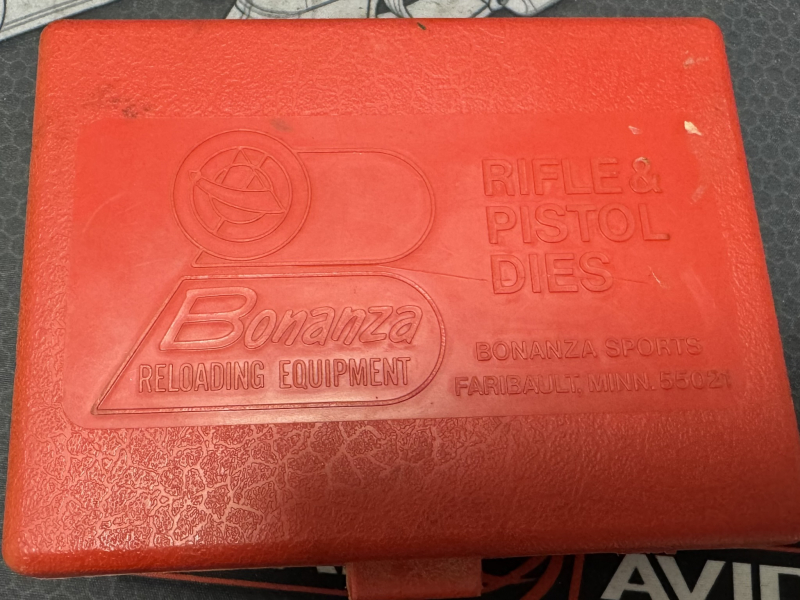 RIFLE &
PISTOL
DIES
Bonanza
RELOADING EQUIPMENT
BONANZA SPORTS
FARIBAULT, MINN. 55021
AVID